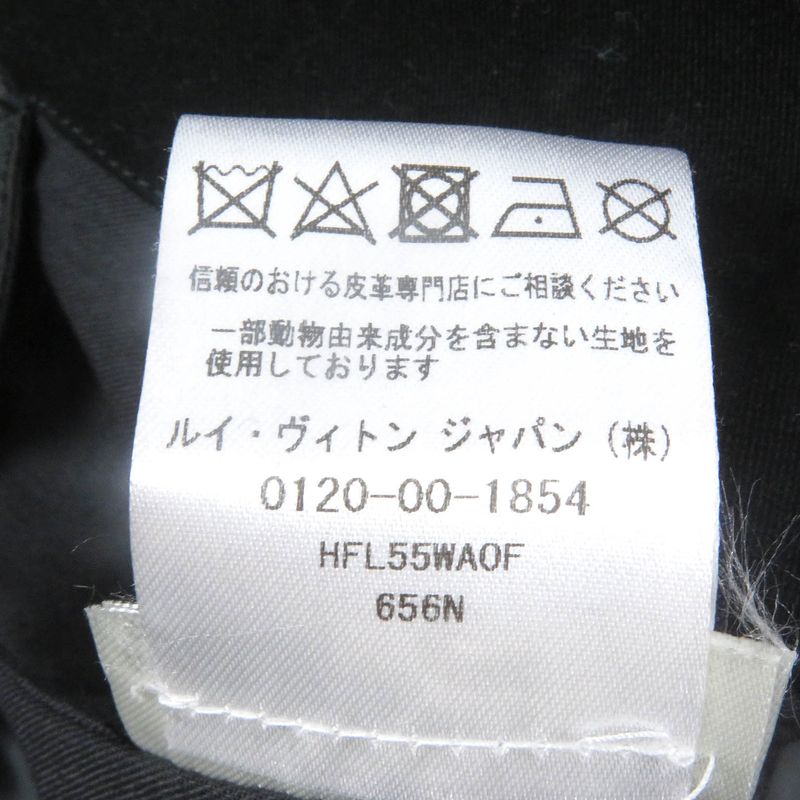 信頼のおける皮革専門店にご相談ください
一部動物由来成分を含まない生地を
使用しております
ルイ・ヴィトン ジャパン (株)
0120-00-1854
HFL55WAOF
656N